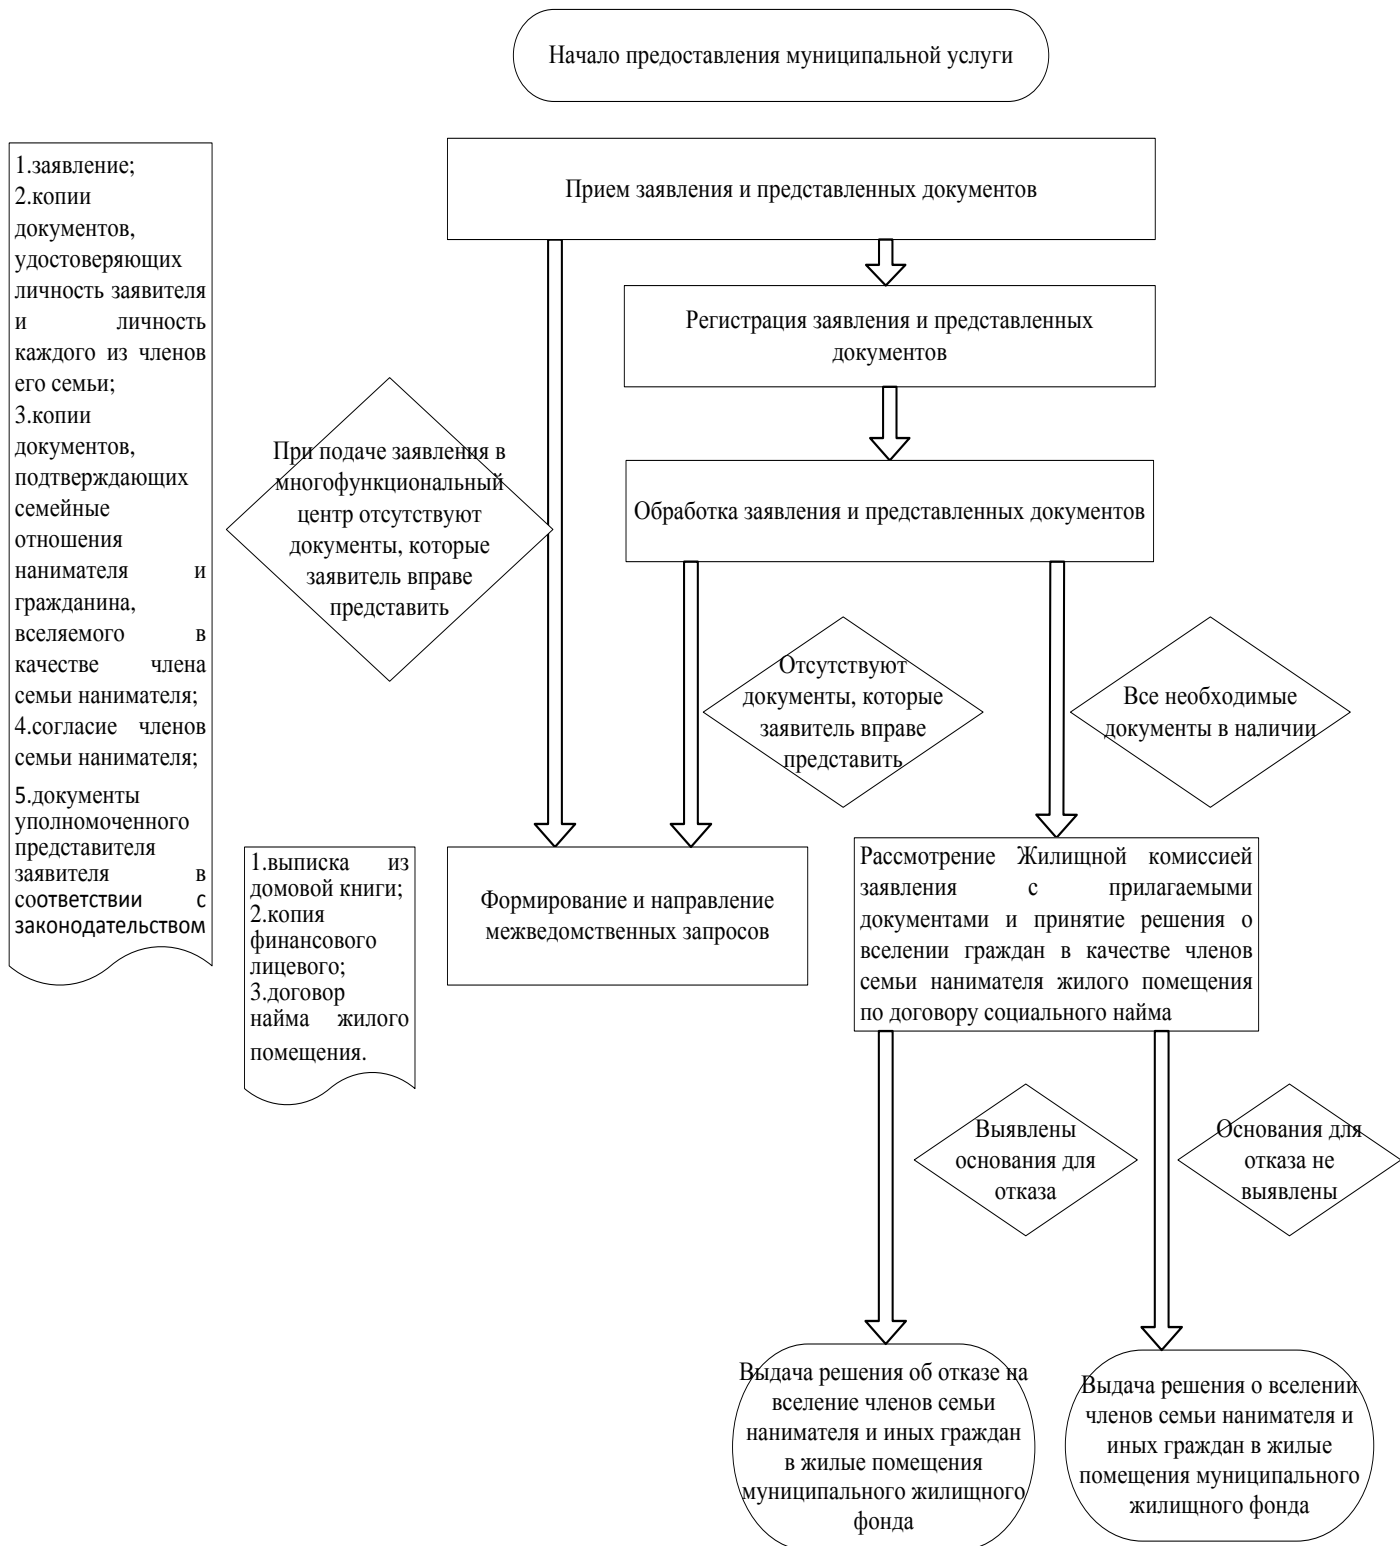 Начало предоставления муниципальной услуги
1.заявление;
2.копии
документов,
удостоверяющих
личность заявителя
и личность
каждого из членов
его семьи;
3.копии
документов,
подтверждающих
семейные
отношения
нанимателя и
гражданина,
вселяемого в
качестве члена
семьи нанимателя;
4.согласие членов
семьи нанимателя;
5.документы
уполномоченного
представителя
заявителя в
соответствии с
законодательством
Прием заявления и представленных документов
Регистрация заявления и представленных
документов
При подаче заявления в
многофункциональный
центр отсутствуют
документы, которые
заявитель вправе
представить
Обработка заявления и представленных документов
Отсутствуют
документы, которые
заявитель вправе
представить
Все необходимые
документы в наличии
1.выписка из
домовой книги;
2.копия
финансового
лицевого;
3.договор
найма жилого
помещения.
Формирование и направление
межведомственных запросов
Рассмотрение Жилищной комиссией
заявления с прилагаемыми
документами и принятие решения о
вселении граждан в качестве членов
семьи нанимателя жилого помещения
по договору социального найма
Выявлены
основания для
отказа
Основания для
отказа не
выявлены
Выдача решения об отказе на
вселение членов семьи
нанимателя и иных граждан
в жилые помещения
муниципального жилищного
фонда
Выдача решения о вселении
членов семьи нанимателя и
иных граждан в жилые
помещения муниципального
жилищного фонда